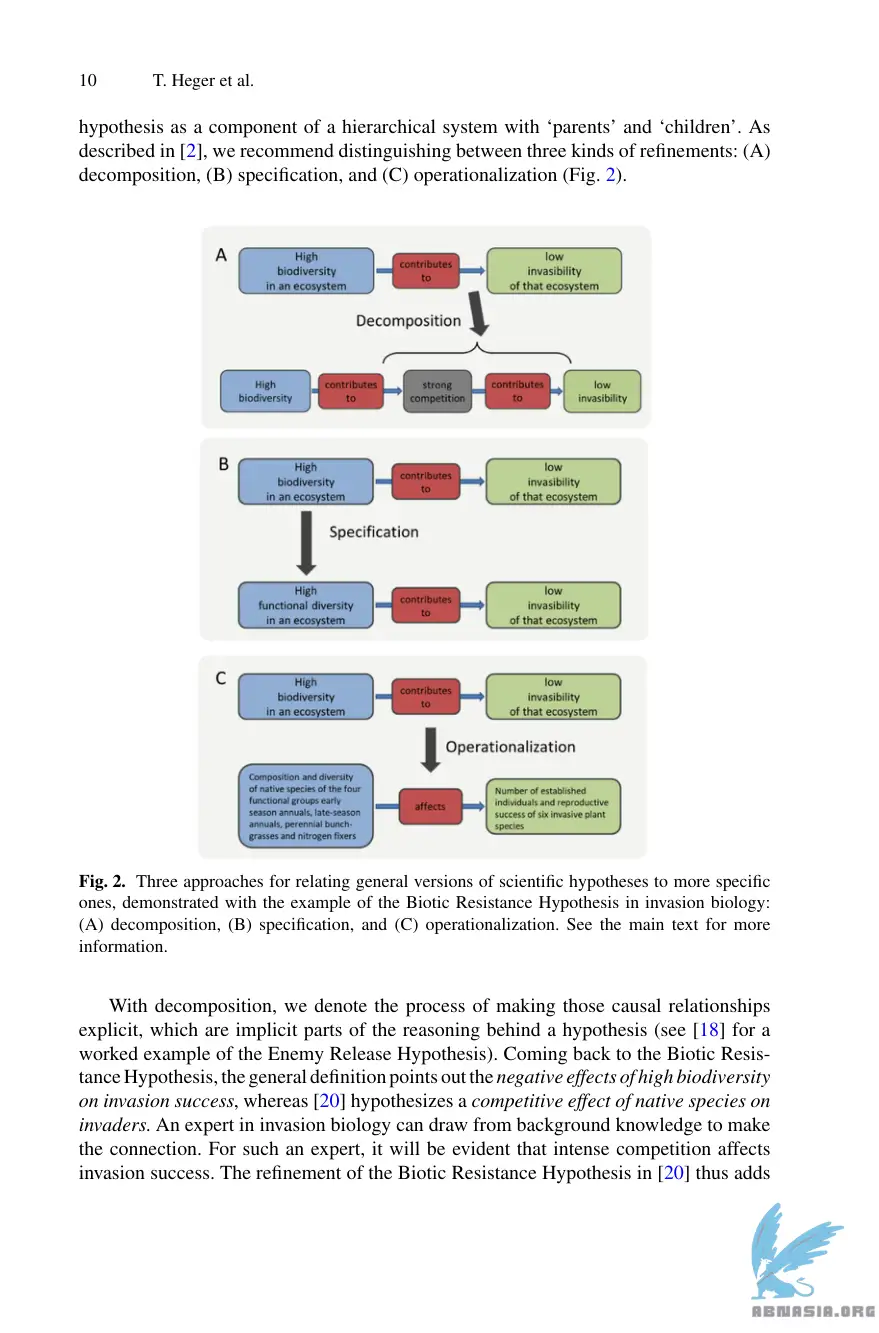 10 T. Heger et al.
hypothesis as a component of a hierarchical system with ‘parents’ and ‘children’. As
described in [2], we recommend distinguishing between three kinds of refinements: (A)
decomposition, (B) specification, and (C) operationalization (Fig. 2).
A
High
biodiversity
in an ecosystem
contributes
to
low
invasibility
of that ecosystem
Decomposition
High
biodiversity
contributes
to
strong
competition
contributes
to
low
invasibility
B
High
biodiversity
in an ecosystem
contributes
to
low
invasibility
of that ecosystem
Specification
High
functional diversity
in an ecosystem
contributes
to
low
invasibility
of that ecosystem
C
High
biodiversity
in an ecosystem
contributes
to
low
invasibility
of that ecosystem
Operationalization
Composition and diversity
of native species of the four
functional groups early
season annuals, late-season
annuals, perennial bunch-
grasses and nitrogen fixers
affects
Number of established
individuals and reproductive
success of six invasive plant
species
Fig. 2. Three approaches for relating general versions of scientific hypotheses to more specific
ones, demonstrated with the example of the Biotic Resistance Hypothesis in invasion biology:
(A) decomposition, (B) specification, and (C) operationalization. See the main text for more
information.
With decomposition, we denote the process of making those causal relationships
explicit, which are implicit parts of the reasoning behind a hypothesis (see [18] for a
worked example of the Enemy Release Hypothesis). Coming back to the Biotic Resis-
tance Hypothesis, the general definition points out the negative effects of high biodiversity
on invasion success, whereas [20] hypothesizes a competitive effect of native species on
invaders. An expert in invasion biology can draw from background knowledge to make
the connection. For such an expert, it will be evident that intense competition affects
invasion success. The refinement of the Biotic Resistance Hypothesis in [20] thus adds
ABNASIA.ORG